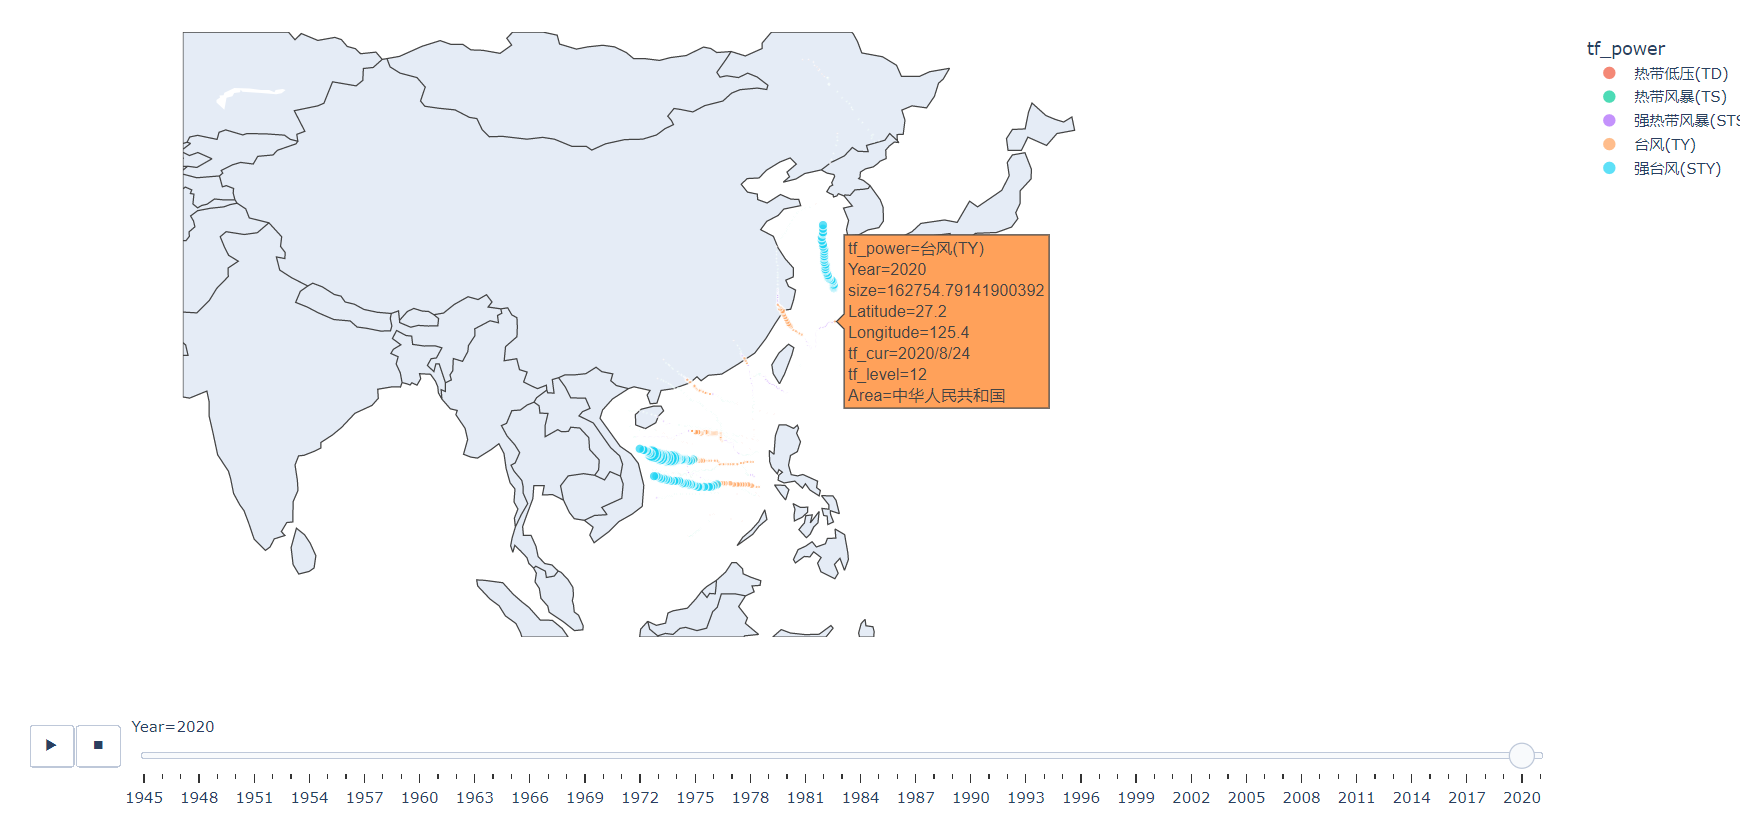 tf_power
热带低压(TD)
热带风暴(TS)
强热带风暴(STS
台风(TY)
强台风(STY)
tf_power=台风(TY)
Year=2020
size=162754.79141900392
Latitude=27.2
Longitude=125.4
tf_cur=2020/8/24
tf_level=12
Area=中华人民共和国
Year=2020
1945 1948 1951 1954 1957 1960 1963 1966 1969 1972 1975 1978 1981 1984 1987 1990 1993 1996 1999 2002 2005 2008 2011 2014 2017 2020